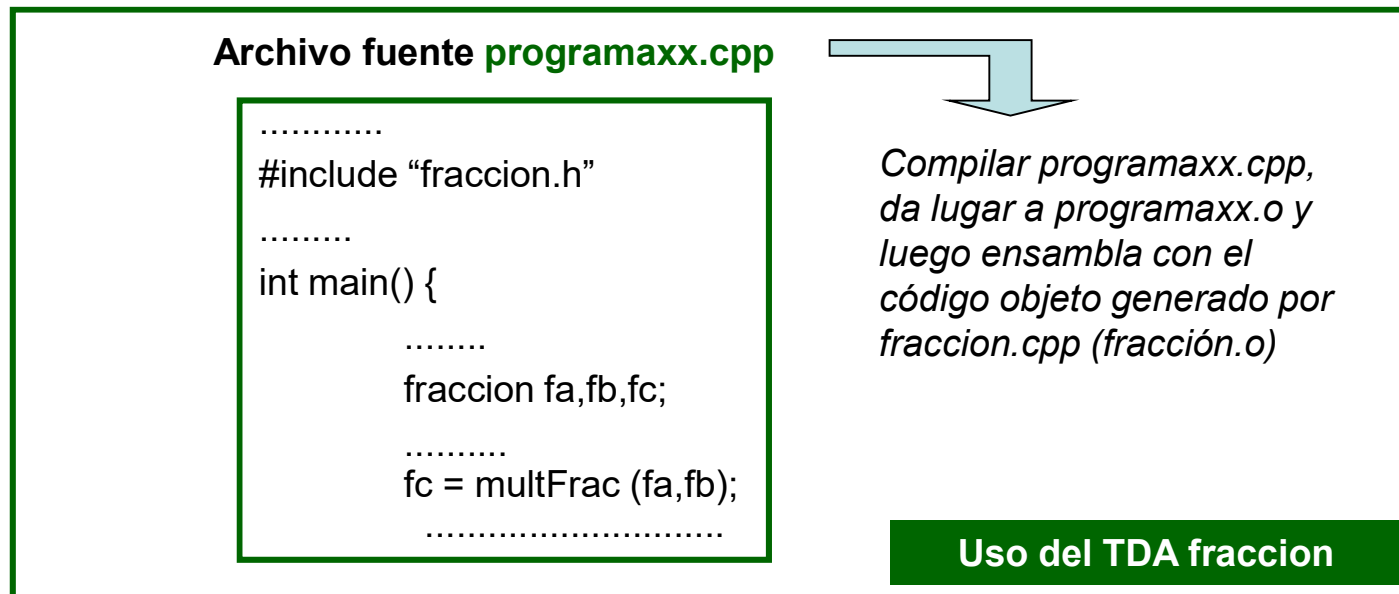 Archivo fuente programaxx.cpp
............
#include “fraccion.h”
.........
int main() {
........
fraccion fa,fb,fc;
..........
fc = multFrac (fa,fb);
............................
Compilar programaxx.cpp,
da lugar a programaxx.o y
luego ensambla con el
código objeto generado por
fraccion.cpp (fracción.o)
Uso del TDA fraccion